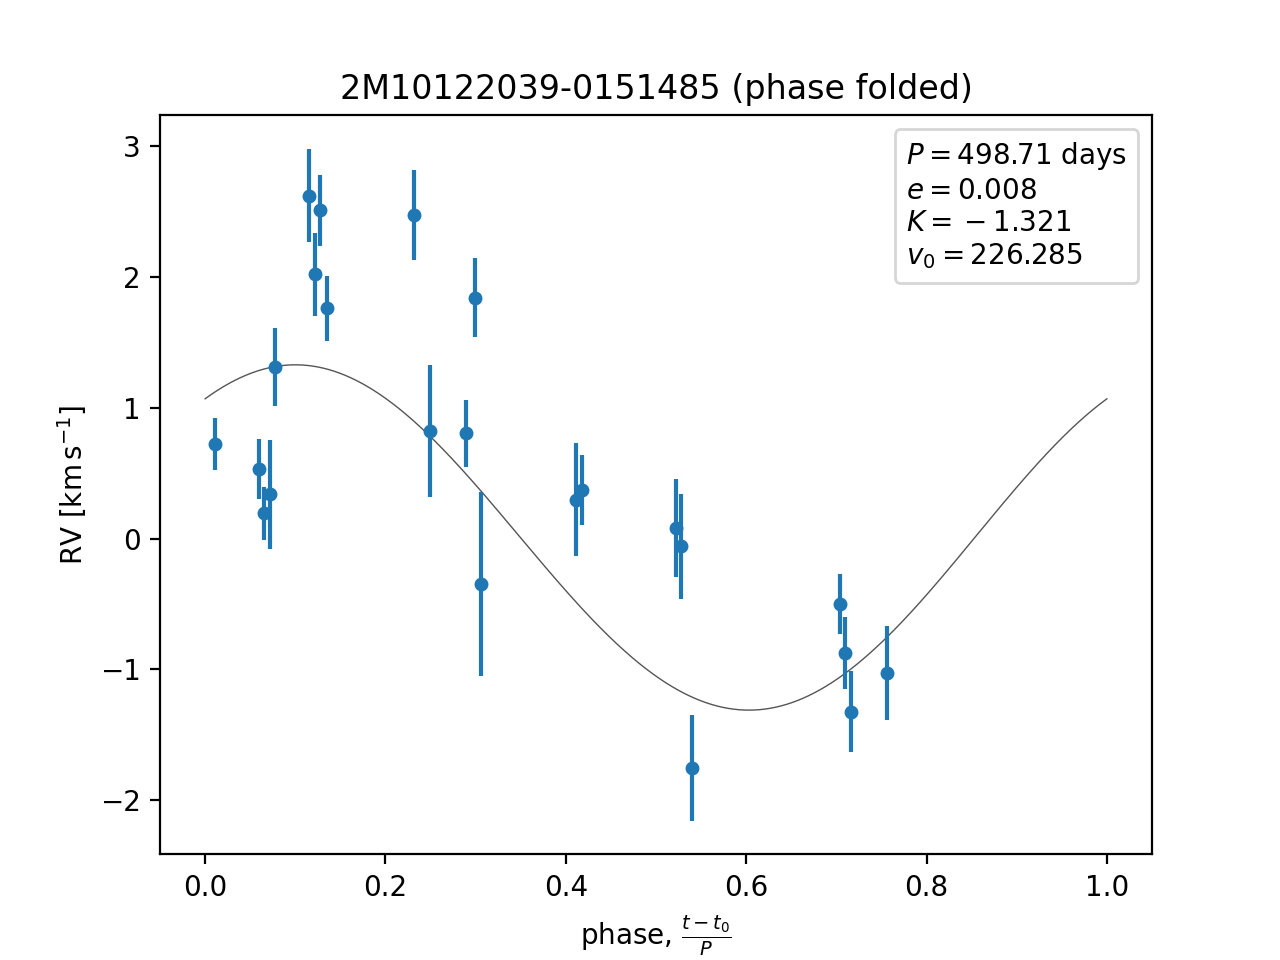 2M10122039-0151485 (phase folded)
P = 498.71 days
e = 0.008
K = −1.321
v₀ = 226.285
3
2
1
0
−1
−2
RV [km s⁻¹]
0.0 0.2 0.4 0.6 0.8 1.0
phase, (t − t₀)/P